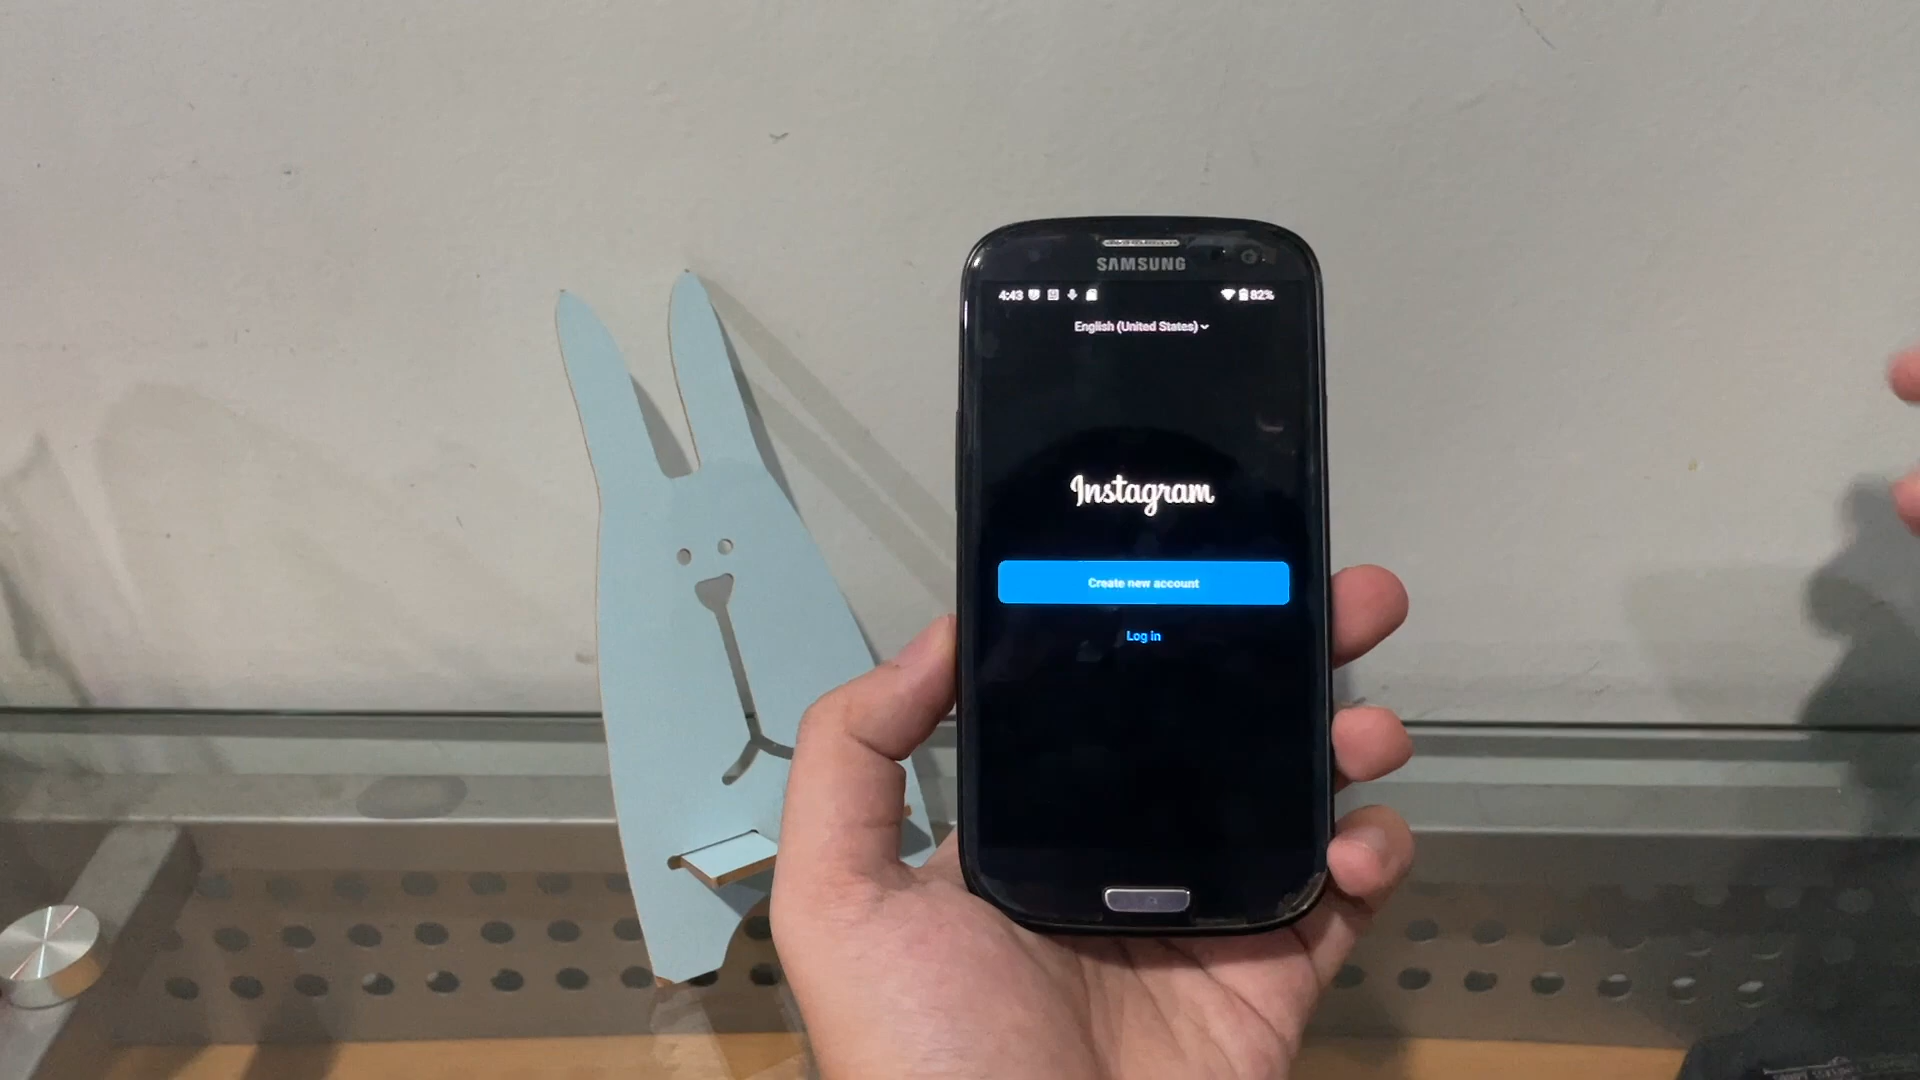 SAMSUNG
4:43 82%
English (United States)
Instagram
Create new account
Log in